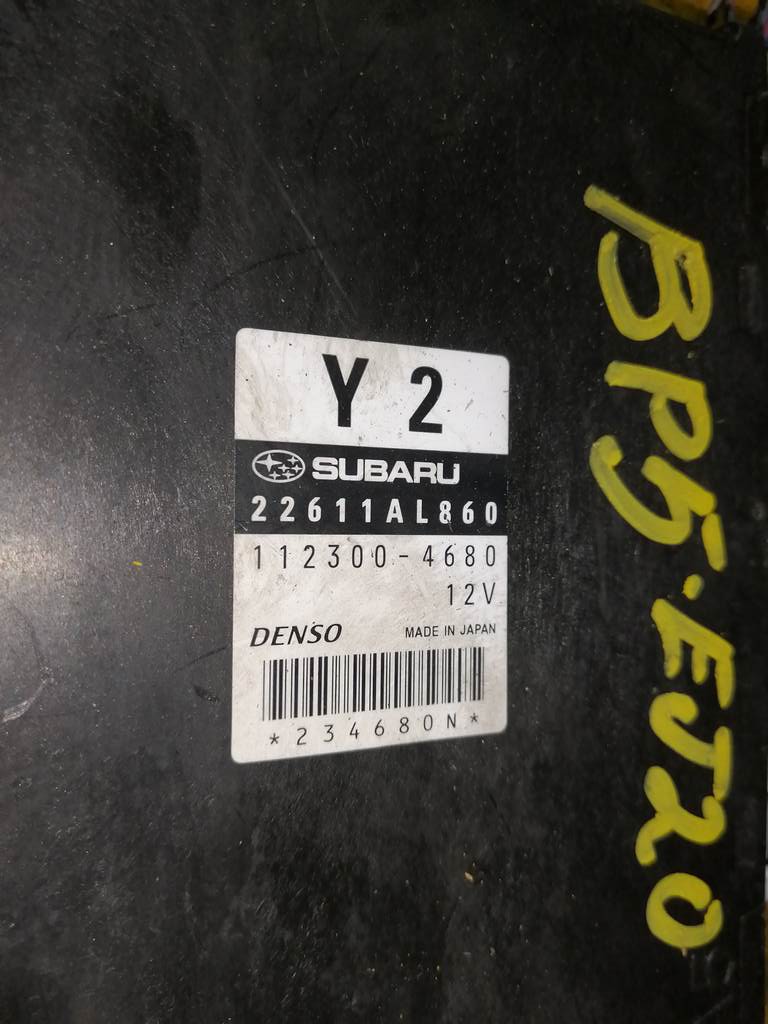 Y 2
SUBARU
22611AL860
112300-4680
12V
DENSO MADE IN JAPAN
*234680N*
BP5·EJ20